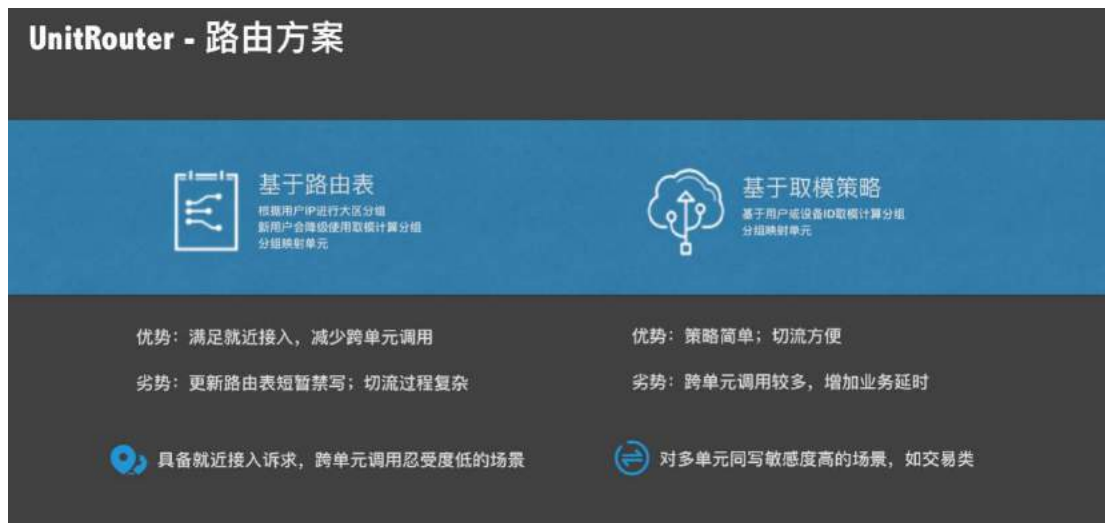 UnitRouter - 路由方案
基于路由表
根据用户IP进行大区分组
新用户会降级使用取模计算分组
分组映射单元
基于取模策略
基于用户或设备ID取模计算分组
分组映射单元
优势：满足就近接入，减少跨单元调用
劣势：更新路由表短暂禁写；切流过程复杂
具备就近接入诉求，跨单元调用忍受度低的场景
优势：策略简单；切流方便
劣势：跨单元调用较多，增加业务延时
对多单元同写敏感度高的场景，如交易类